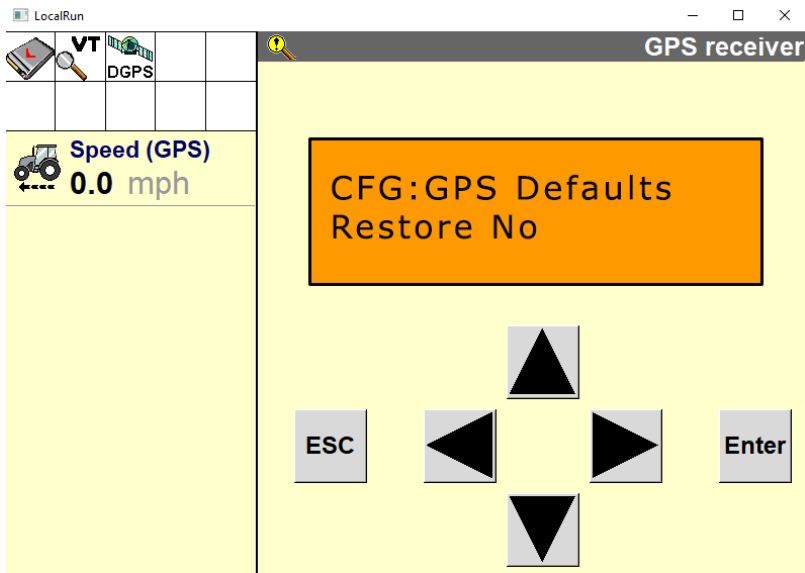 LocalRun
VT
DGPS
GPS receiver
Speed (GPS)
0.0 mph
CFG:GPS Defaults
Restore No
ESC
Enter